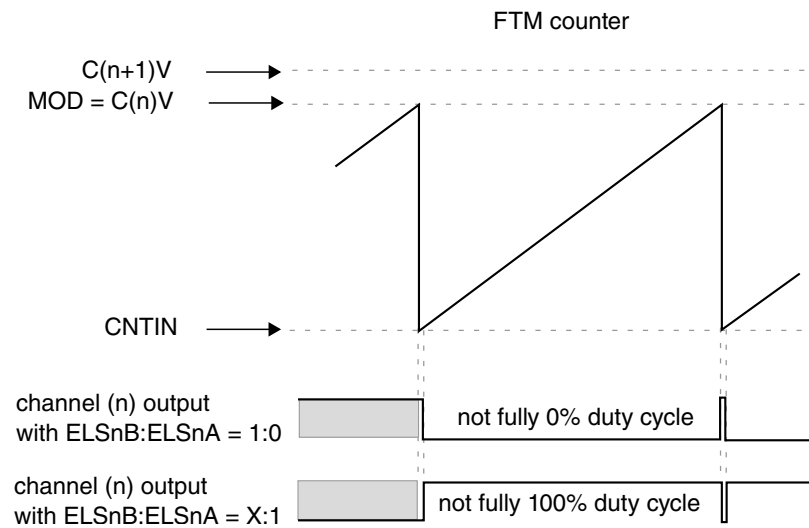 FTM counter
C(n+1)V
MOD = C(n)V
CNTIN
channel (n) output
with ELSnB:ELSnA = 1:0
not fully 0% duty cycle
channel (n) output
with ELSnB:ELSnA = X:1
not fully 100% duty cycle